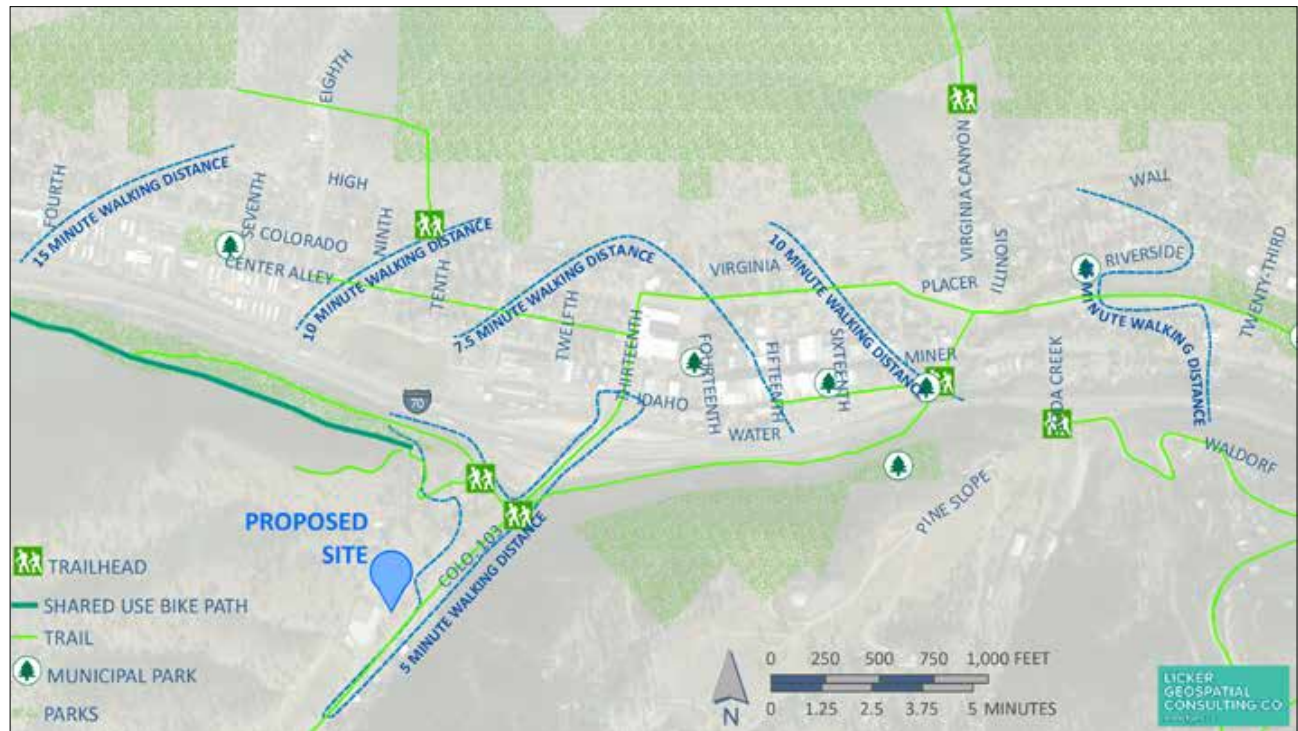 EIGHTH
VIRGINIA CANYON
WALL
FOURTH
15 MINUTE WALKING DISTANCE
SEVENTH
HIGH
NINTH
COLORADO
CENTER ALLEY
10 MINUTE WALKING DISTANCE
TENTH
7.5 MINUTE WALKING DISTANCE
TWELFTH
THIRTEENTH
VIRGINIA
10 MINUTE WALKING DISTANCE
PLACER
ILLINOIS
RIVERSIDE
MINUTE WALKING DISTANCE
TWENTY-THIRD
FOURTEENTH
FIFTEENTH
SIXTEENTH
MINER
IDAHO
WATER
70
WALDORF
PINE SLOPE
CREEK
COLO-103
5 MINUTE WALKING DISTANCE
PROPOSED
SITE
TRAILHEAD
SHARED USE BIKE PATH
TRAIL
MUNICIPAL PARK
PARKS
N
0 250 500 750 1,000 FEET
0 1.25 2.5 3.75 5 MINUTES
LICKER
GEOSPATIAL
CONSULTING CO